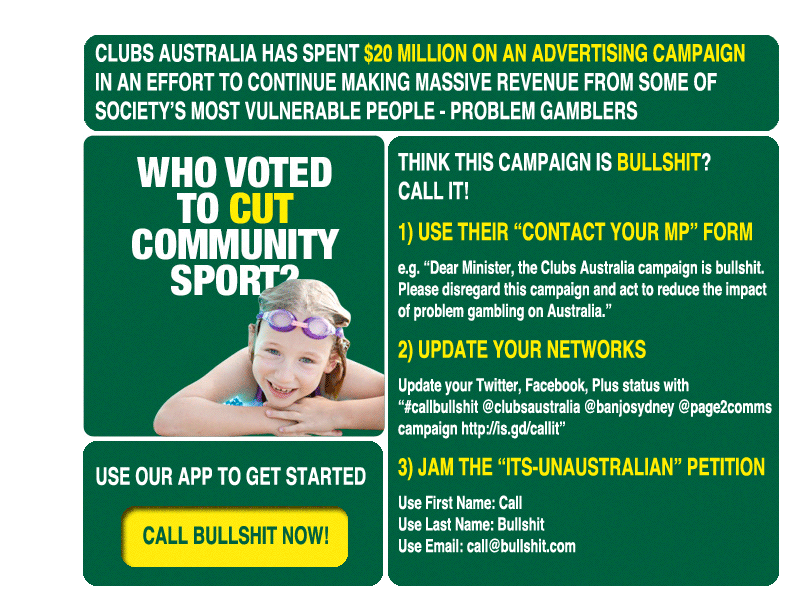 CLUBS AUSTRALIA HAS SPENT $20 MILLION ON AN ADVERTISING CAMPAIGN
IN AN EFFORT TO CONTINUE MAKING MASSIVE REVENUE FROM SOME OF
SOCIETY'S MOST VULNERABLE PEOPLE - PROBLEM GAMBLERS
WHO VOTED
TO CUT
COMMUNITY
SPORT?
USE OUR APP TO GET STARTED
CALL BULLSHIT NOW!
THINK THIS CAMPAIGN IS BULLSHIT?
CALL IT!
1) USE THEIR “CONTACT YOUR MP” FORM
e.g. “Dear Minister, the Clubs Australia campaign is bullshit.
Please disregard this campaign and act to reduce the impact
of problem gambling on Australia.”
2) UPDATE YOUR NETWORKS
Update your Twitter, Facebook, Plus status with
“#callbullshit @clubsaustralia @banjosydney @page2comms
campaign http://is.gd/callit”
3) JAM THE “ITS-UNAUSTRALIAN” PETITION
Use First Name: Call
Use Last Name: Bullshit
Use Email: call@bullshit.com